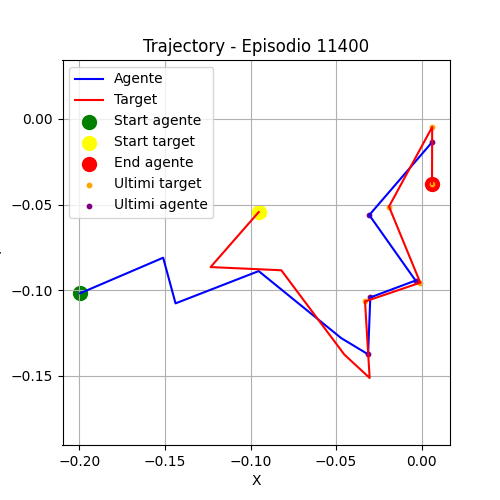 Trajectory - Episodio 11400
Agente
Target
Start agente
Start target
End agente
Ultimi target
Ultimi agente
0.00
−0.05
−0.10
−0.15
−0.20
−0.15
−0.10
−0.05
0.00
X